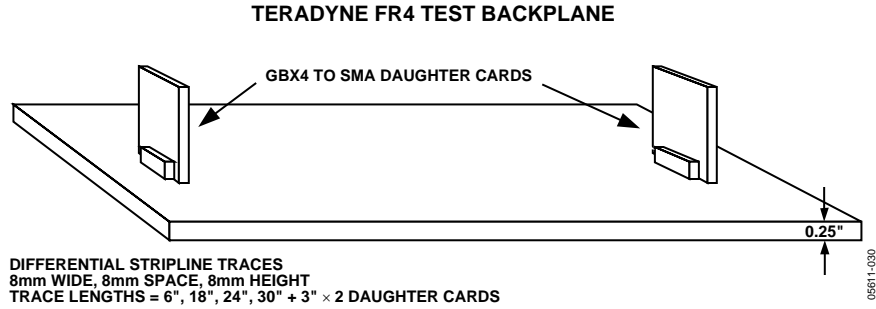 TERADYNE FR4 TEST BACKPLANE
GBX4 TO SMA DAUGHTER CARDS
0.25"
DIFFERENTIAL STRIPLINE TRACES
8mm WIDE, 8mm SPACE, 8mm HEIGHT
TRACE LENGTHS = 6", 18", 24", 30" + 3" × 2 DAUGHTER CARDS
05611-030